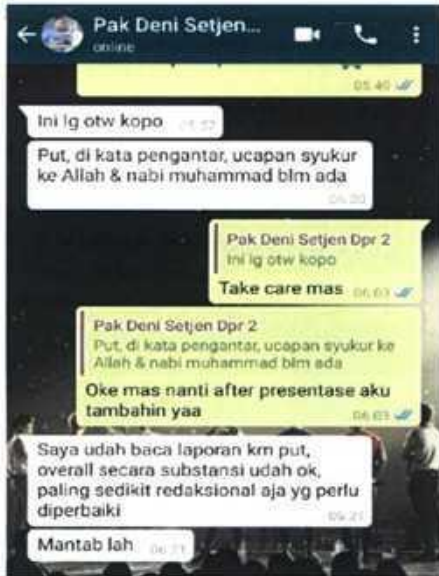 Pak Deni Setjen...
online
05.40
Ini lg otw kopo
Put, di kata pengantar, ucapan syukur
ke Allah & nabi muhammad blm ada
Pak Deni Setjen Dpr 2
Ini lg otw kopo
Take care mas 06.03
Pak Deni Setjen Dpr 2
Put, di kata pengantar, ucapan syukur ke
Allah & nabi muhammad blm ada
Oke mas nanti after presentase aku
tambahin yaa 06.03
Saya udah baca laporan km put,
overall secara substansi udah ok,
paling sedikit redaksional aja yg perlu
diperbaiki 06.21
Mantab lah 06.21